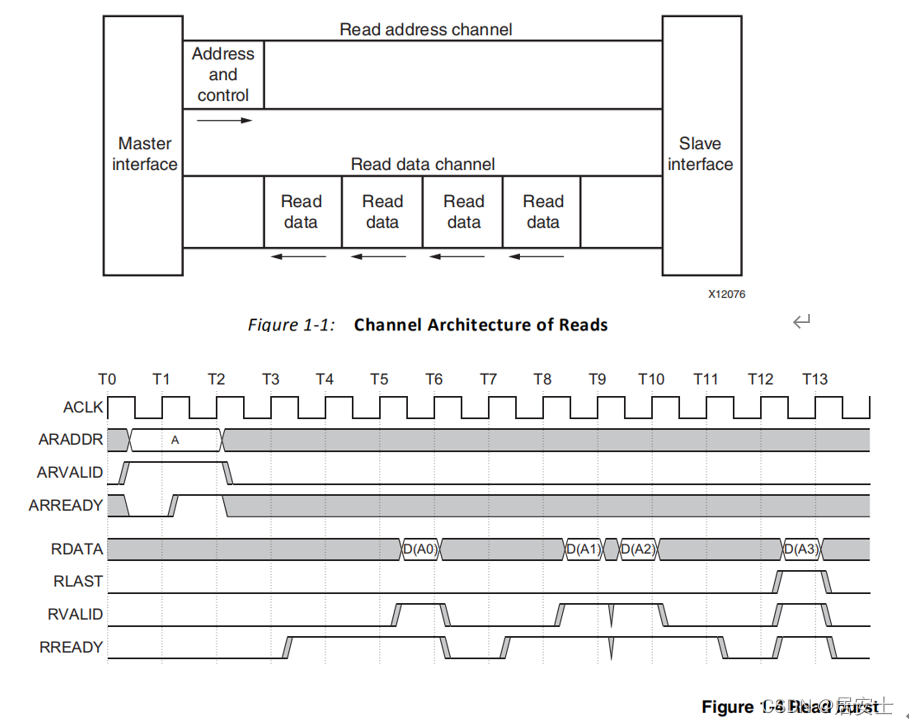 Read address channel
Address
and
control
Master
interface
Slave
interface
Read data channel
Read
data
Read
data
Read
data
Read
data
X12076
Figure 1-1: Channel Architecture of Reads
T0 T1 T2 T3 T4 T5 T6 T7 T8 T9 T10 T11 T12 T13
ACLK
ARADDR A
ARVALID
ARREADY
RDATA D(A0) D(A1) D(A2) D(A3)
RLAST
RVALID
RREADY
Figure 1-4 Read burst
CSDN @居安士